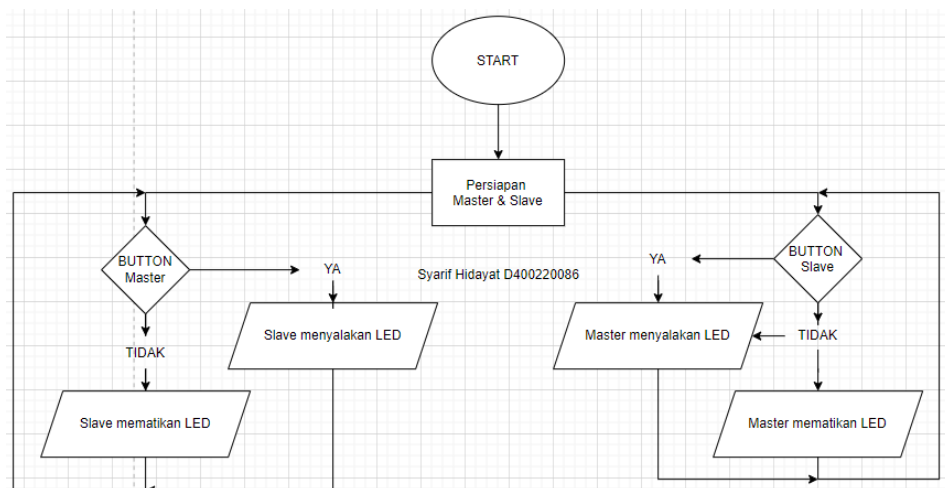 START
Persiapan
Master & Slave
BUTTON
Master
YA
Syarif Hidayat D400220086
YA
BUTTON
Slave
Slave menyalakan LED
Master menyalakan LED
TIDAK
TIDAK
Slave mematikan LED
Master mematikan LED